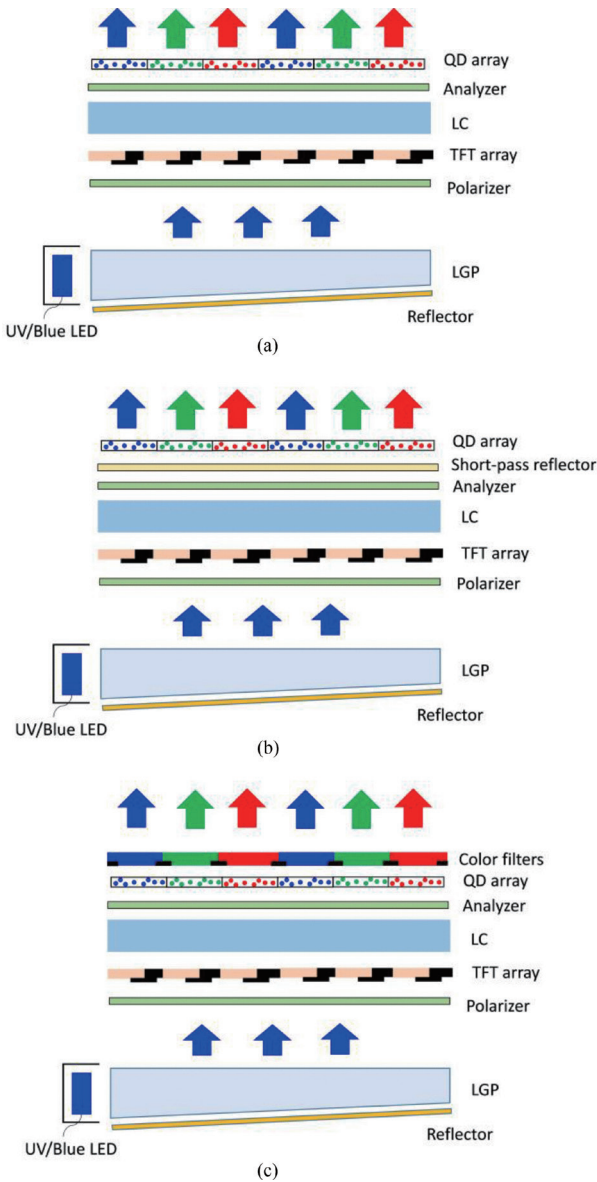 QD array
Analyzer
LC
TFT array
Polarizer
LGP
UV/Blue LED
Reflector
(a)
QD array
Short-pass reflector
Analyzer
LC
TFT array
Polarizer
LGP
UV/Blue LED
Reflector
(b)
Color filters
QD array
Analyzer
LC
TFT array
Polarizer
LGP
UV/Blue LED
Reflector
(c)